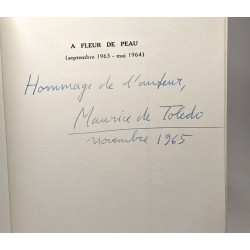 A FLEUR DE PEAU
(septembre 1963 - mai 1964)
Hommage de l'auteur,
Maurice de Toledo
novembre 1965